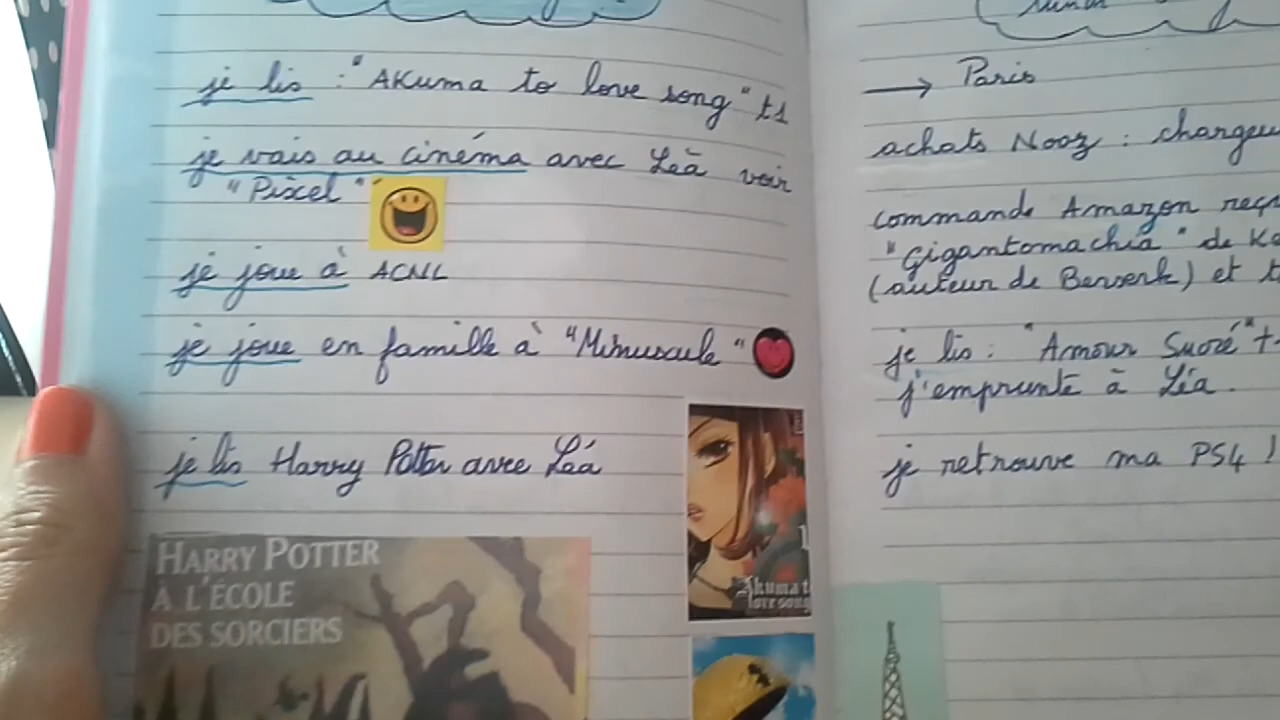 je lis : "AKuma to love song" t1
je vais au cinéma avec Léa voir
"Pixel"
je joue à ACNL
je joue en famille à "Minuscule"
je lis Harry Potter avec Léa
HARRY POTTER
À L'ÉCOLE
DES SORCIERS
1
Akuma t
love song
→ Paris
achats Nooz : chargeu
commande Amazon reçu
"Gigantomachia" de Ke
(auteur de Berserk) et t
je lis : "Amour Sucré" t
j'emprunte à Léa.
je retrouve ma PS4 !